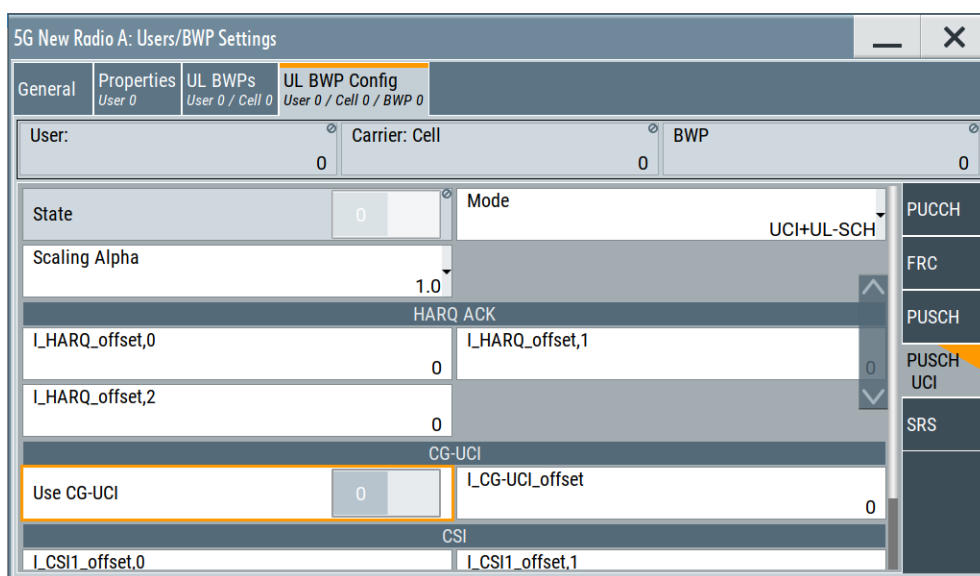 5G New Radio A: Users/BWP Settings
General
Properties
User 0
UL BWPs
User 0 / Cell 0
UL BWP Config
User 0 / Cell 0 / BWP 0
User:
0
Carrier: Cell
0
BWP
0
State
0
Mode
UCI+UL-SCH
Scaling Alpha
1.0
HARQ ACK
I_HARQ_offset,0
0
I_HARQ_offset,1
0
I_HARQ_offset,2
0
CG-UCI
Use CG-UCI
0
I_CG-UCI_offset
0
CSI
I_CSI1_offset,0
I_CSI1_offset,1
PUCCH
FRC
PUSCH
PUSCH
UCI
SRS